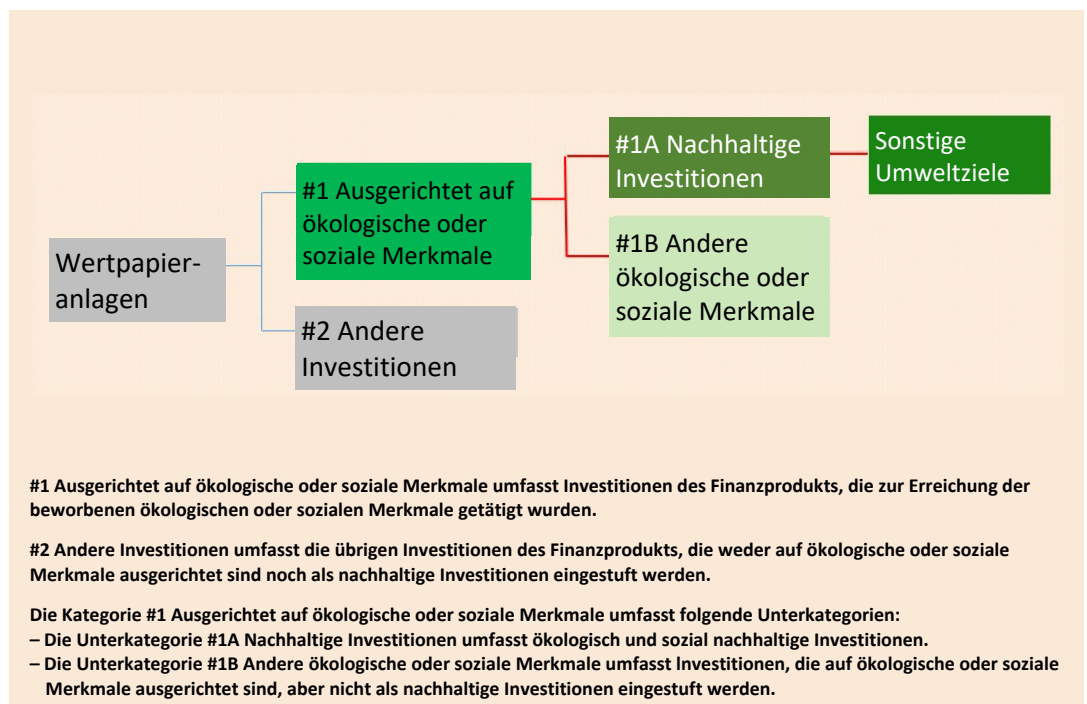 #1A Nachhaltige
Investitionen
Sonstige
Umweltziele
#1 Ausgerichtet auf
ökologische oder
soziale Merkmale
#1B Andere
ökologische oder
soziale Merkmale
Wertpapier-
anlagen
#2 Andere
Investitionen
#1 Ausgerichtet auf ökologische oder soziale Merkmale umfasst Investitionen des Finanzprodukts, die zur Erreichung der
beworbenen ökologischen oder sozialen Merkmale getätigt wurden.
#2 Andere Investitionen umfasst die übrigen Investitionen des Finanzprodukts, die weder auf ökologische oder soziale
Merkmale ausgerichtet sind noch als nachhaltige Investitionen eingestuft werden.
Die Kategorie #1 Ausgerichtet auf ökologische oder soziale Merkmale umfasst folgende Unterkategorien:
– Die Unterkategorie #1A Nachhaltige Investitionen umfasst ökologisch und sozial nachhaltige Investitionen.
– Die Unterkategorie #1B Andere ökologische oder soziale Merkmale umfasst Investitionen, die auf ökologische oder soziale
Merkmale ausgerichtet sind, aber nicht als nachhaltige Investitionen eingestuft werden.